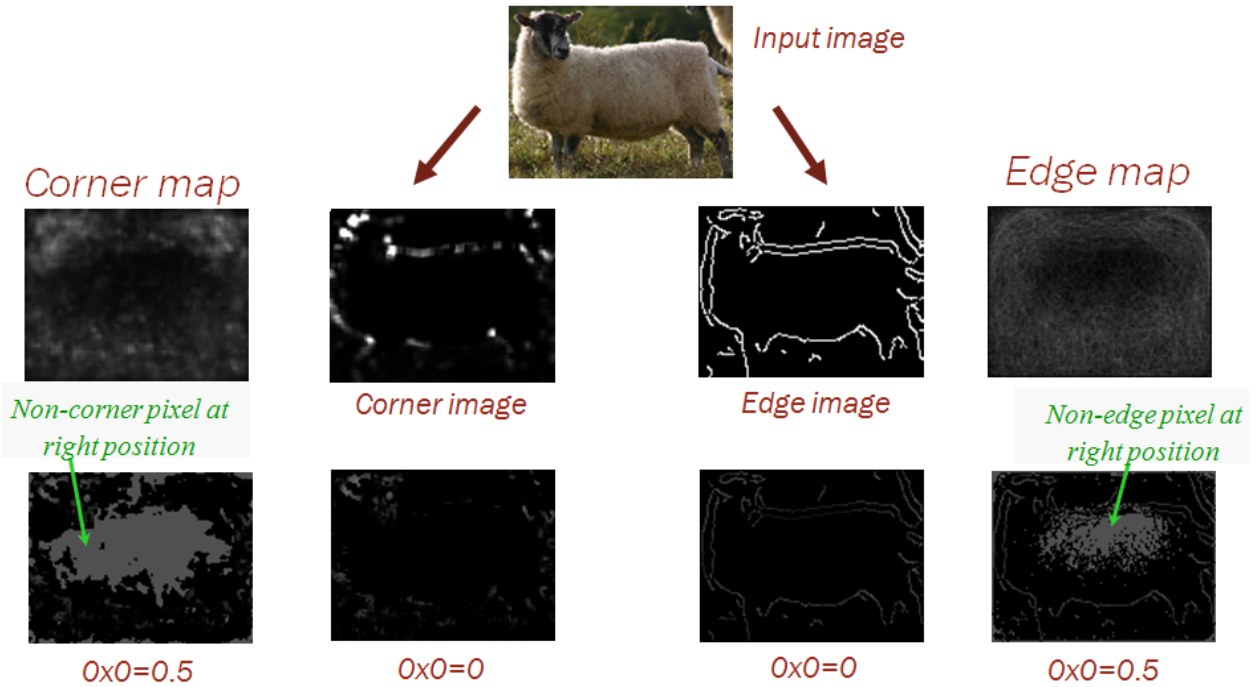 Input image
Corner map
Edge map
Corner image
Edge image
Non-corner pixel at
right position
Non-edge pixel at
right position
0x0=0.5
0x0=0
0x0=0
0x0=0.5